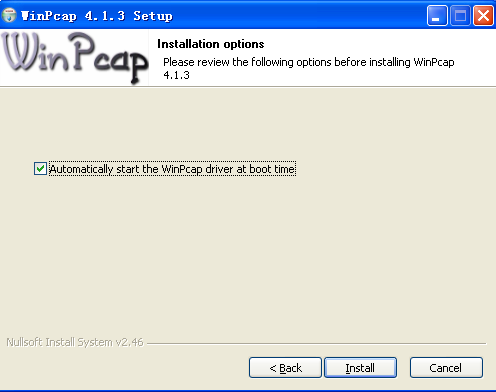 WinPcap 4.1.3 Setup
WinPcap
Installation options
Please review the following options before installing WinPcap
4.1.3
Automatically start the WinPcap driver at boot time
Nullsoft Install System v2.46
< Back
Install
Cancel